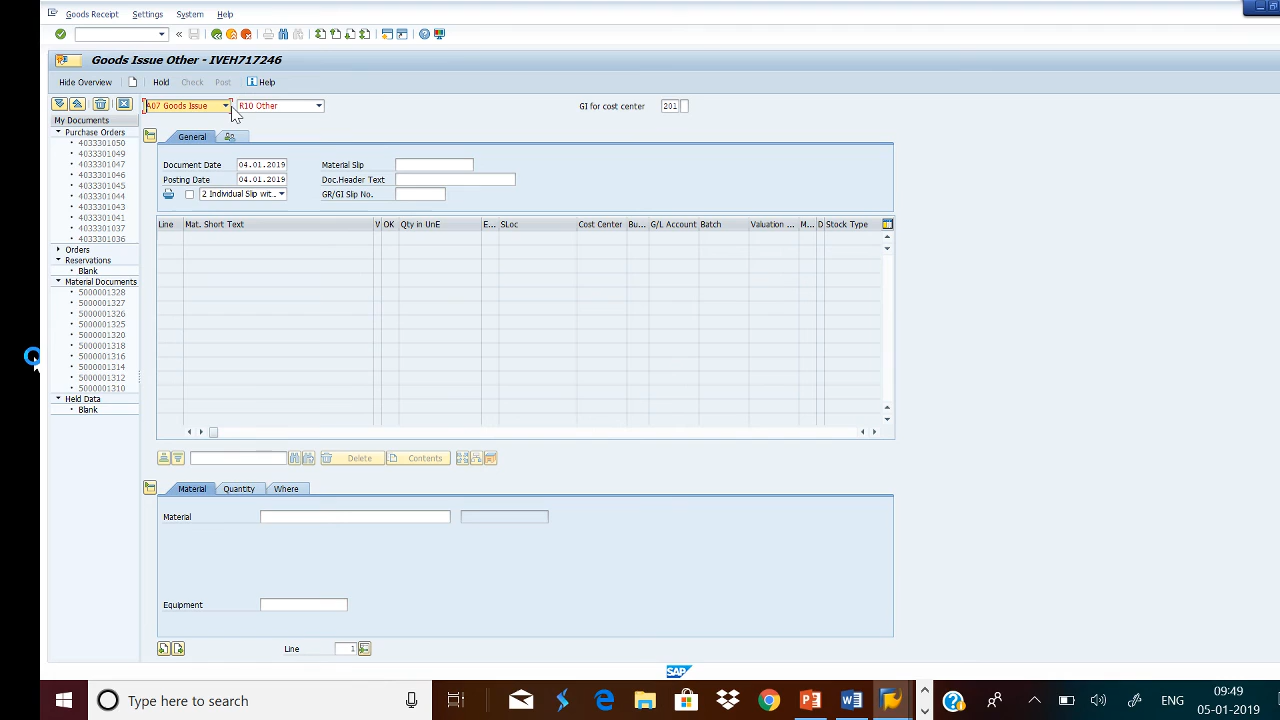 Goods Receipt Settings System Help
Goods Issue Other - IVEH717246
Hide Overview Hold Check Post Help
A07 Goods Issue R10 Other GI for cost center 201
My Documents
Purchase Orders
4033301050
4033301049
4033301047
4033301046
4033301045
4033301044
4033301043
4033301041
4033301037
4033301036
Orders
Reservations
Blank
Material Documents
5000001328
5000001327
5000001326
5000001325
5000001320
5000001318
5000001316
5000001314
5000001312
5000001310
Held Data
Blank
General
Document Date 04.01.2019 Material Slip
Posting Date 04.01.2019 Doc.Header Text
2 Individual Slip wit... GR/GI Slip No.
Line Mat. Short Text V OK Qty in UnE E... SLoc Cost Center Bu... G/L Account Batch Valuation ... M... D Stock Type
Delete Contents
Material Quantity Where
Material
Equipment
Line 1
SAP
Type here to search
ENG
09:49
05-01-2019